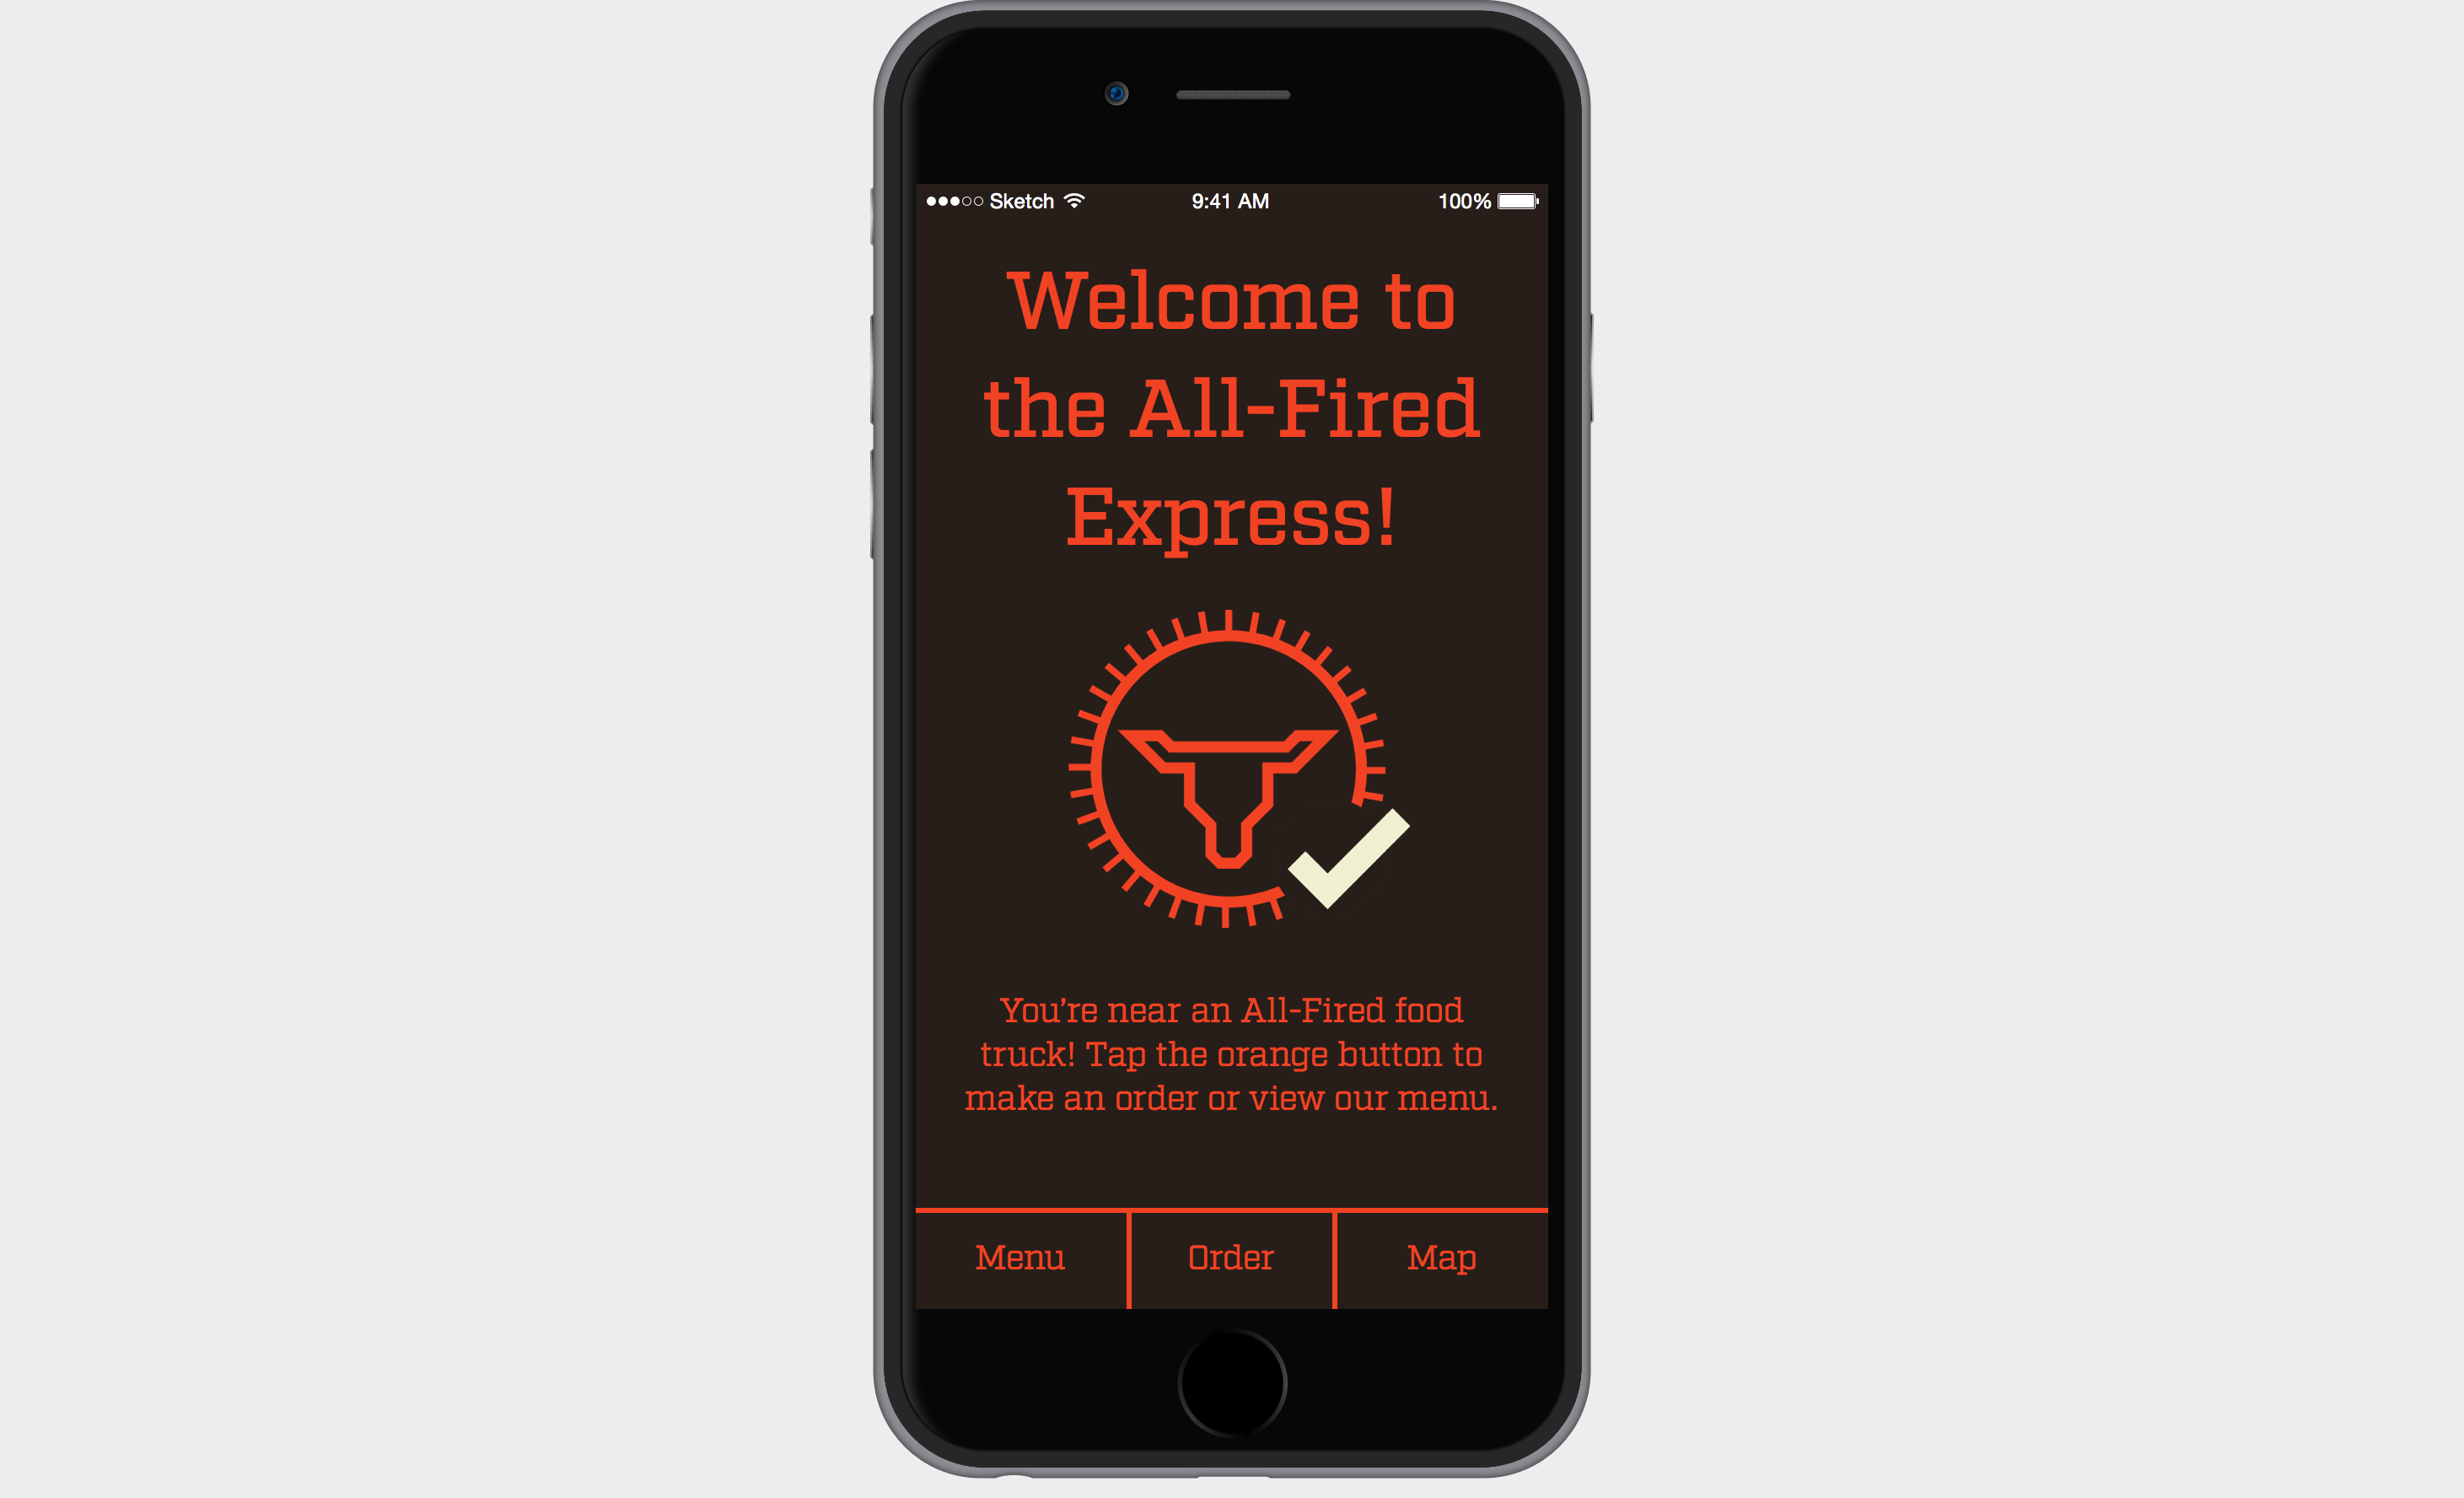 Sketch 9:41 AM 100%
Welcome to
the All-Fired
Express!
You’re near an All-Fired food
truck! Tap the orange button to
make an order or view our menu.
Menu Order Map